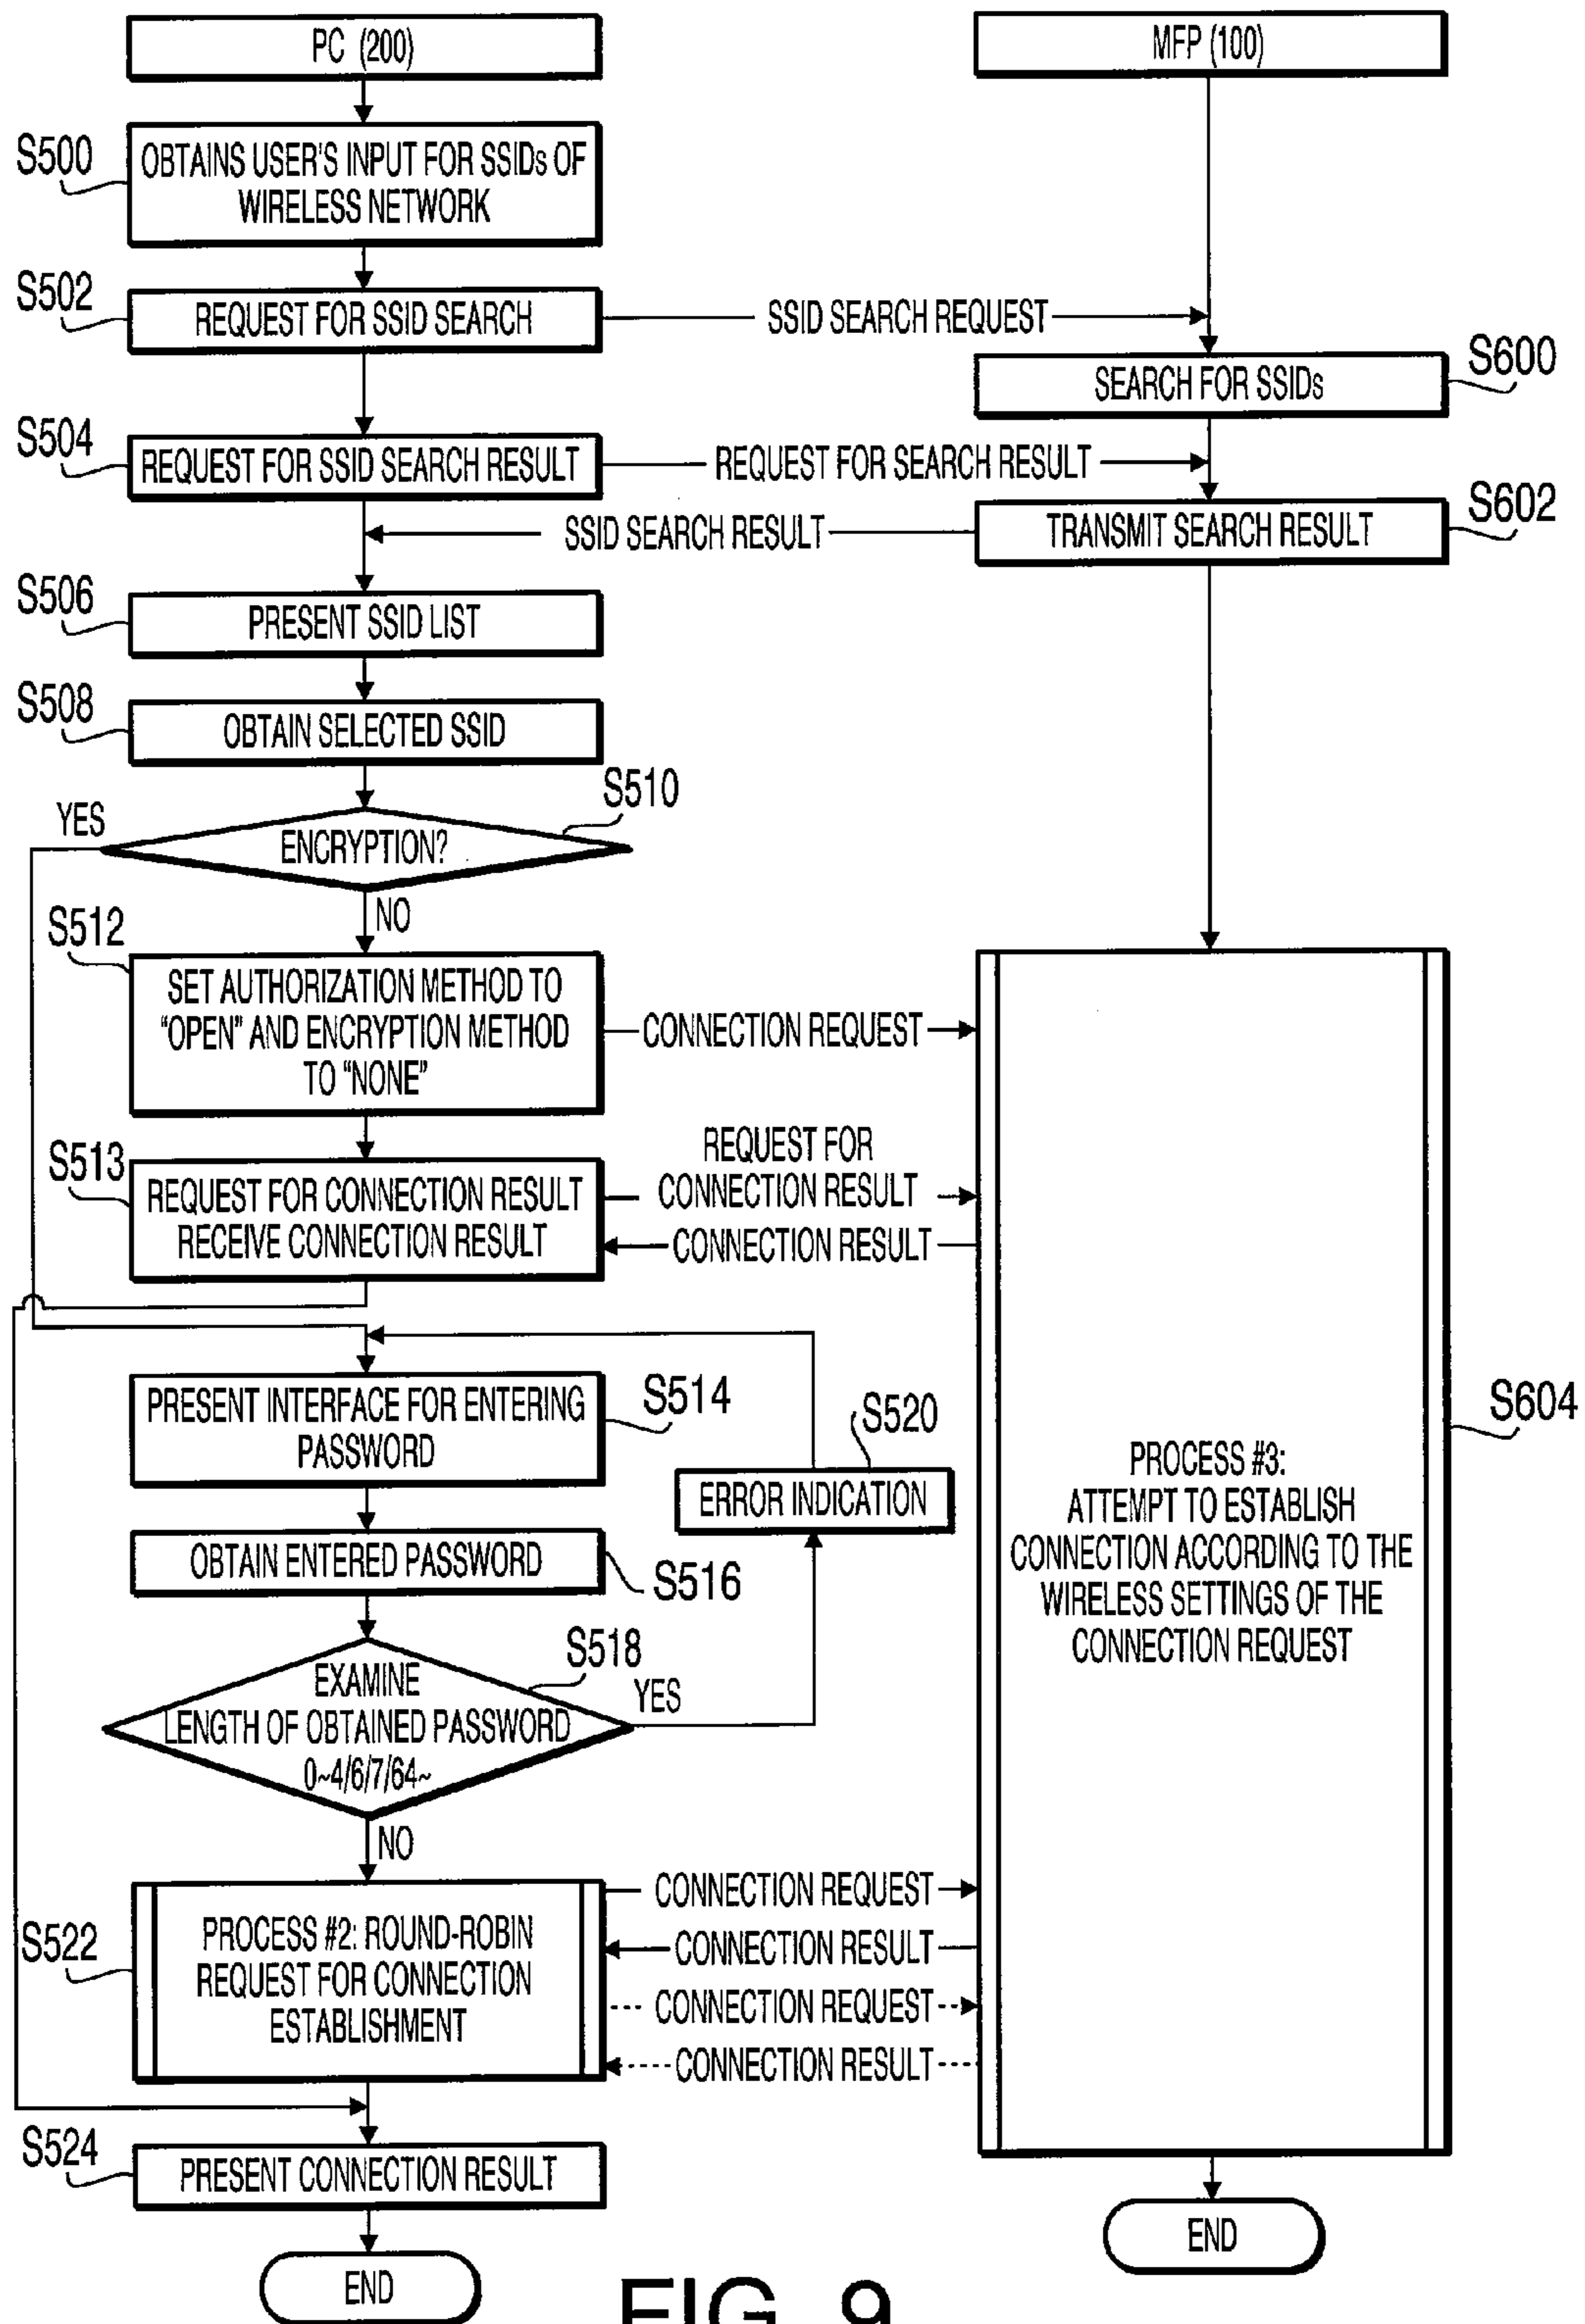 PC (200)
MFP (100)
S500
OBTAINS USER'S INPUT FOR SSIDs OF
WIRELESS NETWORK
S502
REQUEST FOR SSID SEARCH
SSID SEARCH REQUEST
SEARCH FOR SSIDs
S600
S504
REQUEST FOR SSID SEARCH RESULT
REQUEST FOR SEARCH RESULT
S602
TRANSMIT SEARCH RESULT
SSID SEARCH RESULT
S506
PRESENT SSID LIST
S508
OBTAIN SELECTED SSID
S510
YES
ENCRYPTION?
NO
S512
SET AUTHORIZATION METHOD TO
"OPEN" AND ENCRYPTION METHOD
TO "NONE"
CONNECTION REQUEST
S513
REQUEST FOR CONNECTION RESULT
RECEIVE CONNECTION RESULT
REQUEST FOR
CONNECTION RESULT
CONNECTION RESULT
PRESENT INTERFACE FOR ENTERING
PASSWORD
S514
S520
ERROR INDICATION
S604
PROCESS #3:
ATTEMPT TO ESTABLISH
CONNECTION ACCORDING TO THE
WIRELESS SETTINGS OF THE
CONNECTION REQUEST
OBTAIN ENTERED PASSWORD
S516
S518
EXAMINE
LENGTH OF OBTAINED PASSWORD
0~4/6/7/64~
YES
NO
S522
PROCESS #2: ROUND-ROBIN
REQUEST FOR CONNECTION
ESTABLISHMENT
CONNECTION REQUEST
CONNECTION RESULT
CONNECTION REQUEST
CONNECTION RESULT
S524
PRESENT CONNECTION RESULT
END
END
FIG. 9